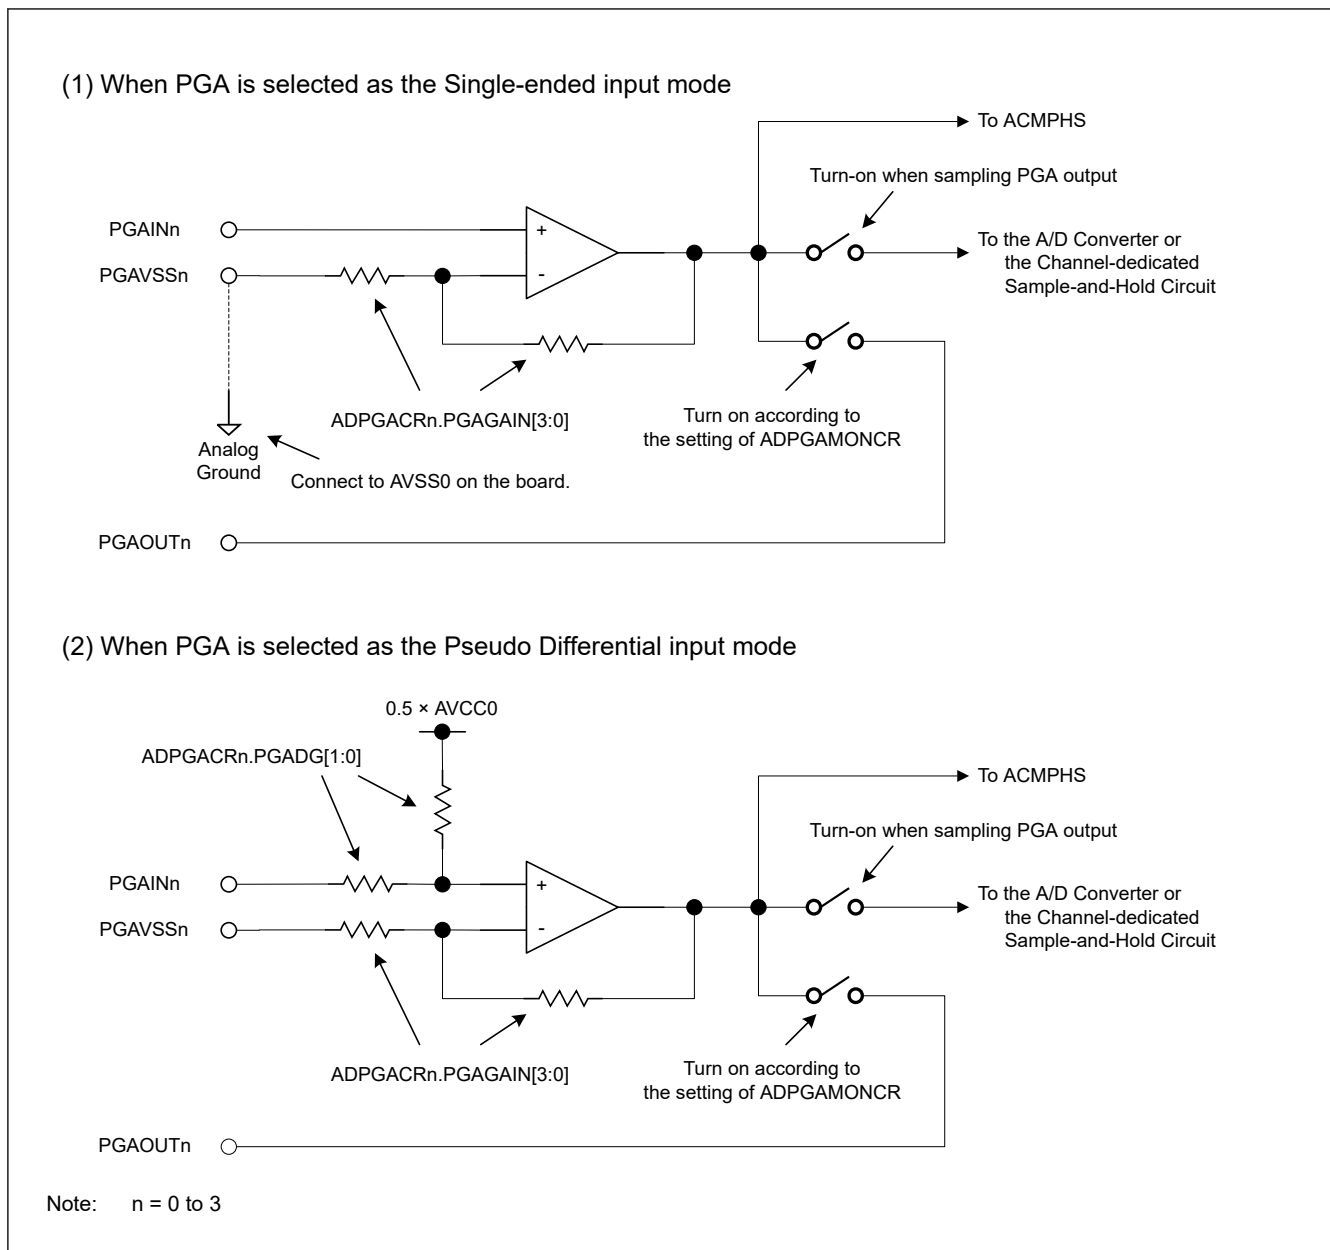 (1) When PGA is selected as the Single-ended input mode
To ACMPHS
Turn-on when sampling PGA output
PGAINn
+
To the A/D Converter or
the Channel-dedicated
Sample-and-Hold Circuit
PGAVSSn
-
ADPGACRn.PGAGAIN[3:0]
Turn on according to
the setting of ADPGAMONCR
Analog
Ground
Connect to AVSS0 on the board.
PGAOUTn
(2) When PGA is selected as the Pseudo Differential input mode
0.5 × AVCC0
ADPGACRn.PGADG[1:0]
To ACMPHS
Turn-on when sampling PGA output
PGAINn
+
To the A/D Converter or
the Channel-dedicated
Sample-and-Hold Circuit
PGAVSSn
-
ADPGACRn.PGAGAIN[3:0]
Turn on according to
the setting of ADPGAMONCR
PGAOUTn
Note: n = 0 to 3